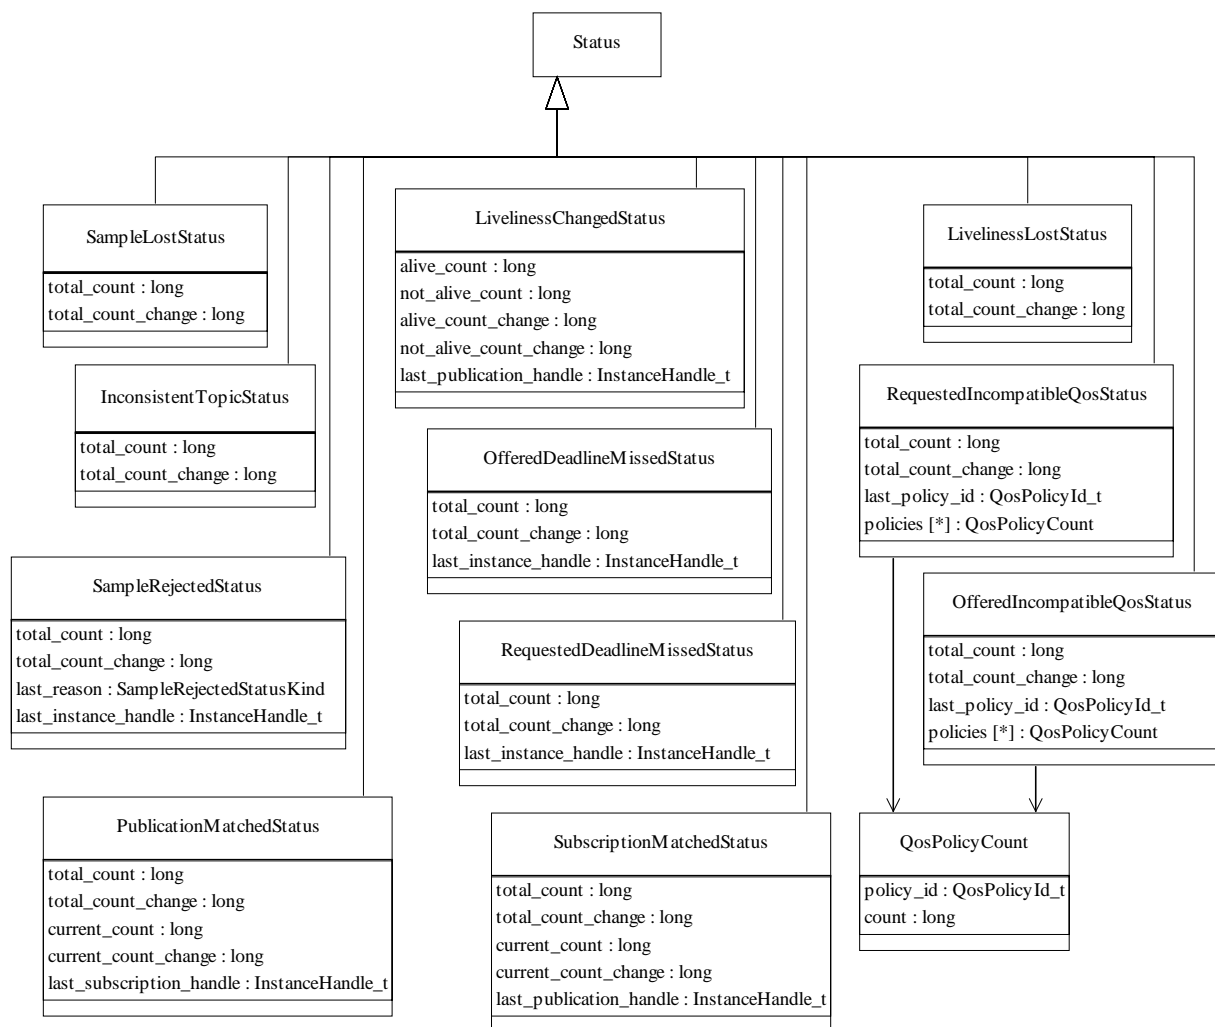 Status
SampleLostStatus
total_count : long
total_count_change : long
LivelinessChangedStatus
alive_count : long
not_alive_count : long
alive_count_change : long
not_alive_count_change : long
last_publication_handle : InstanceHandle_t
LivelinessLostStatus
total_count : long
total_count_change : long
InconsistentTopicStatus
total_count : long
total_count_change : long
RequestedIncompatibleQosStatus
total_count : long
total_count_change : long
last_policy_id : QosPolicyId_t
policies [*] : QosPolicyCount
OfferedDeadlineMissedStatus
total_count : long
total_count_change : long
last_instance_handle : InstanceHandle_t
SampleRejectedStatus
total_count : long
total_count_change : long
last_reason : SampleRejectedStatusKind
last_instance_handle : InstanceHandle_t
OfferedIncompatibleQosStatus
total_count : long
total_count_change : long
last_policy_id : QosPolicyId_t
policies [*] : QosPolicyCount
RequestedDeadlineMissedStatus
total_count : long
total_count_change : long
last_instance_handle : InstanceHandle_t
PublicationMatchedStatus
total_count : long
total_count_change : long
current_count : long
current_count_change : long
last_subscription_handle : InstanceHandle_t
SubscriptionMatchedStatus
total_count : long
total_count_change : long
current_count : long
current_count_change : long
last_publication_handle : InstanceHandle_t
QosPolicyCount
policy_id : QosPolicyId_t
count : long